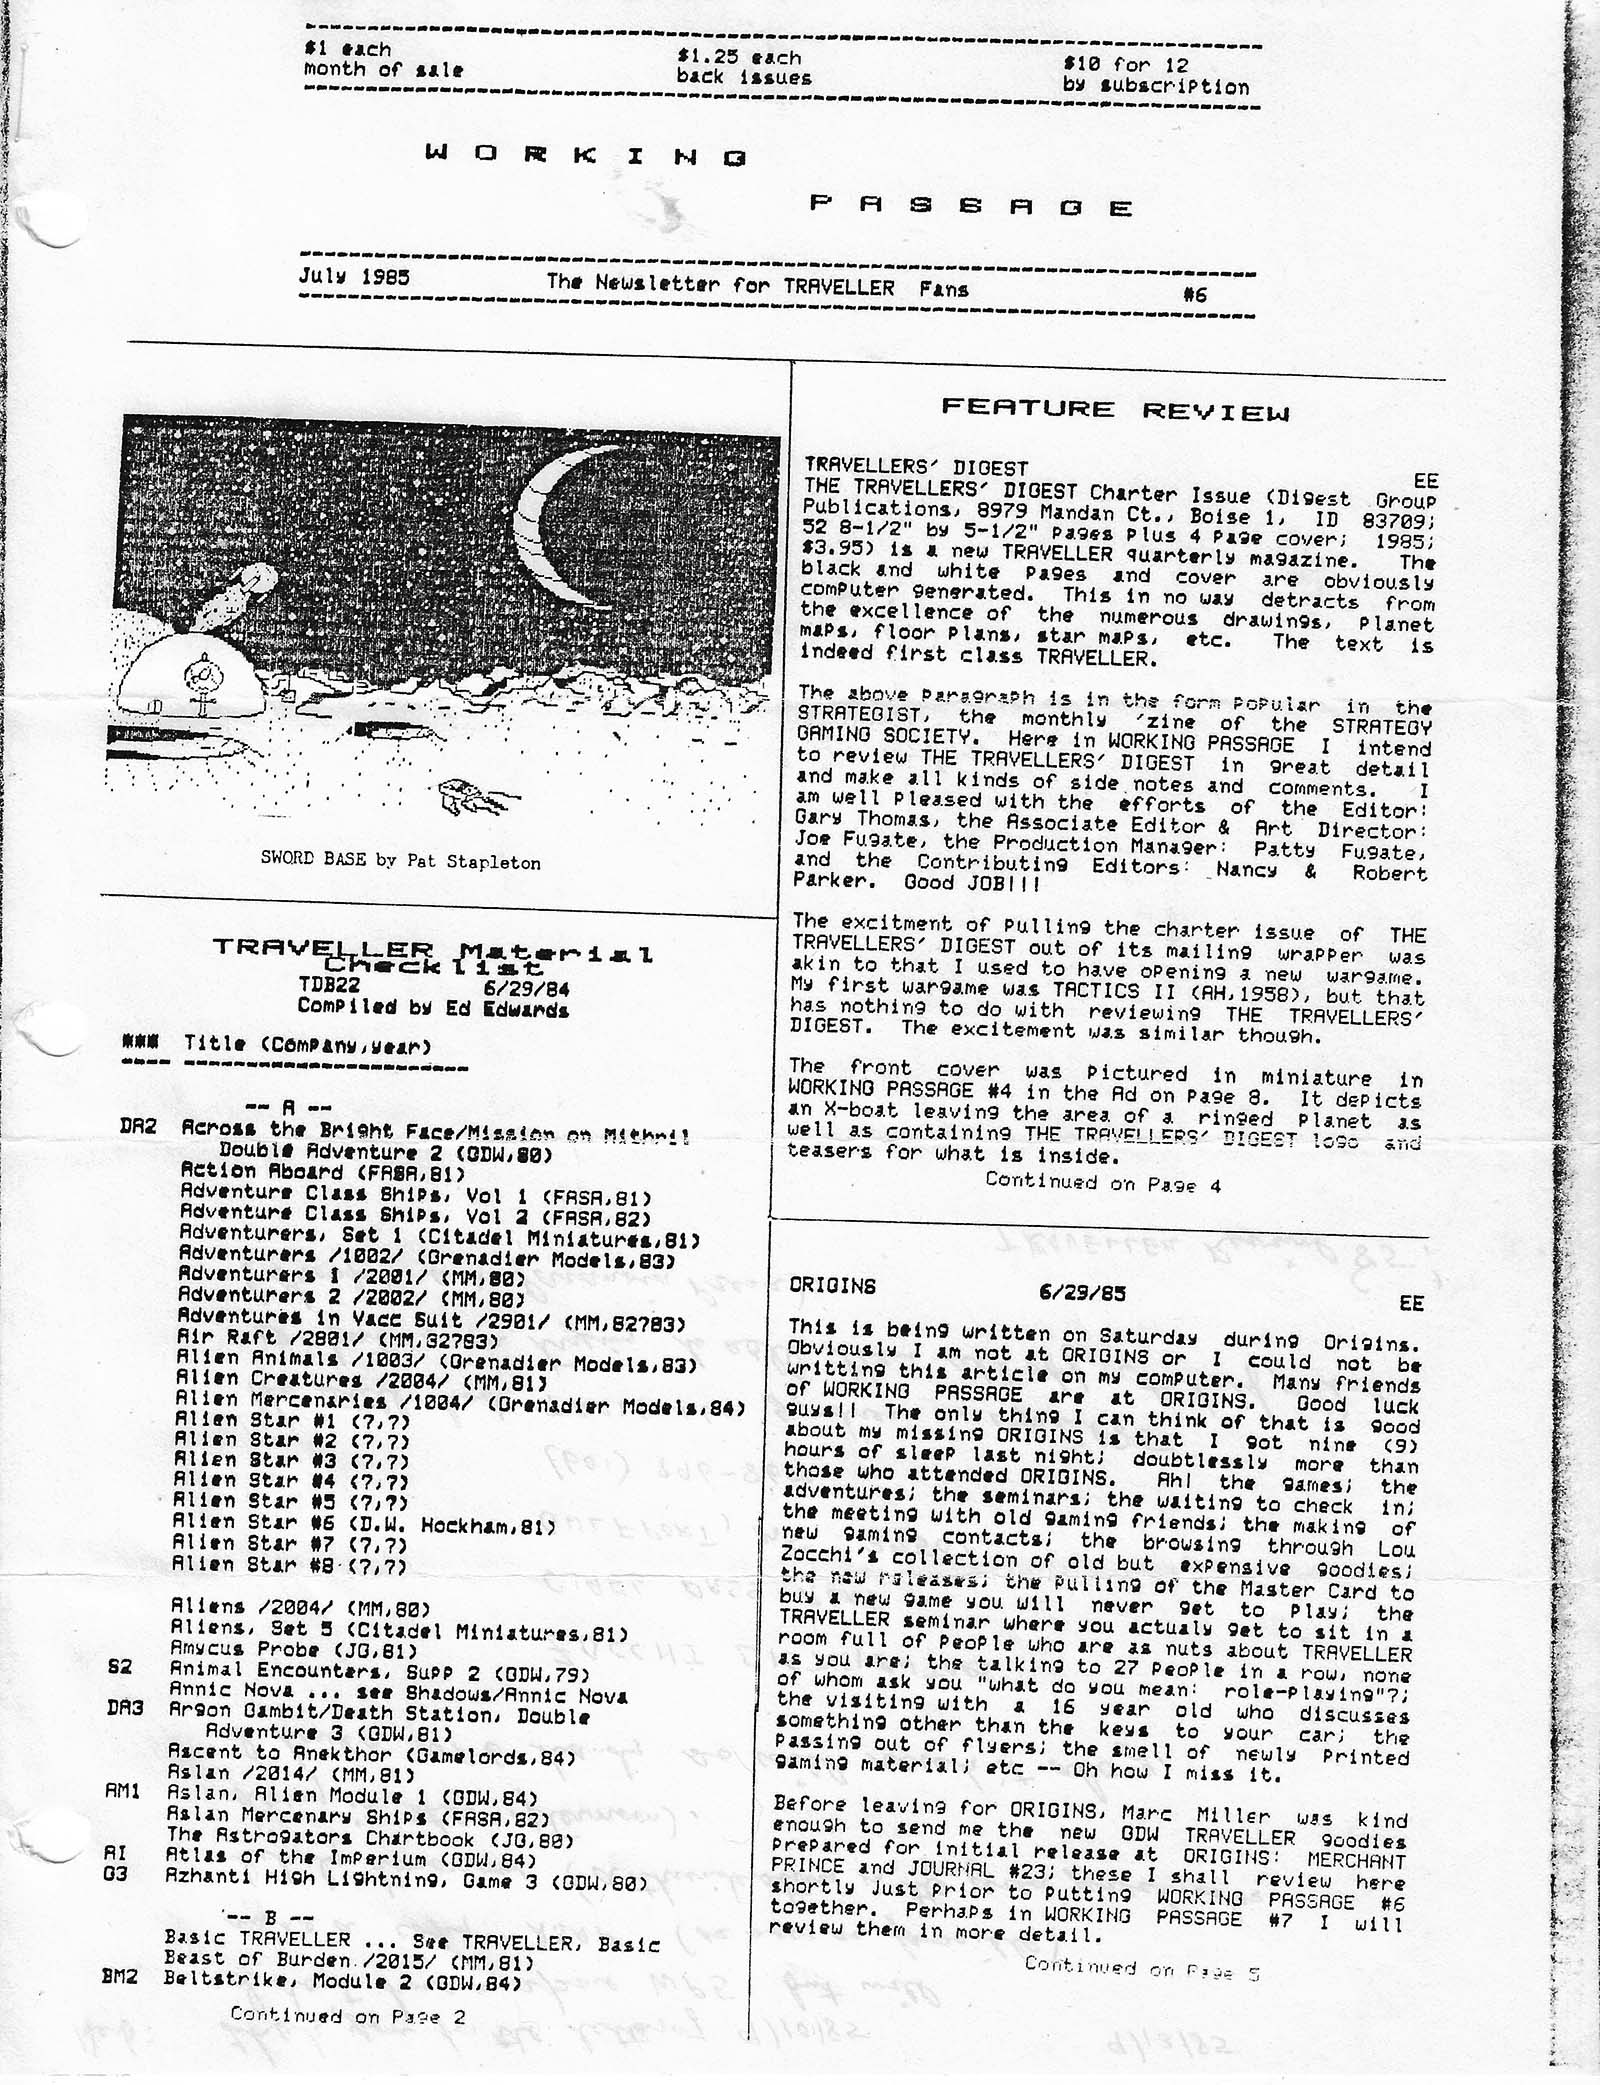 $1 each $1.25 each $10 for 12
month of sale back issues by subscription
WORKING
PASSAGE
July 1985 The Newsletter for TRAVELLER Fans #6
SWORD BASE by Pat Stapleton
TRAVELLER Material
Checklist
TDB22 6/29/84
Compiled by Ed Edwards
### Title (Company,year)
-- A --
DA2 Across the Bright Face/Mission on Mithril
Double Adventure 2 (GDW,80)
Action Aboard (FASA,81)
Adventure Class Ships, Vol 1 (FASA,81)
Adventure Class Ships, Vol 2 (FASA,82)
Adventurers, Set 1 (Citadel Miniatures,81)
Adventurers /1002/ (Grenadier Models,83)
Adventurers 1 /2001/ (MM,80)
Adventurers 2 /2002/ (MM,80)
Adventures in Vacc Suit /2901/ (MM,82?83)
Air Raft /2801/ (MM,82?83)
Alien Animals /1003/ (Grenadier Models,83)
Alien Creatures /2004/ (MM,81)
Alien Mercenaries /1004/ (Grenadier Models,84)
Alien Star #1 (?,?)
Alien Star #2 (?,?)
Alien Star #3 (?,?)
Alien Star #4 (?,?)
Alien Star #5 (?,?)
Alien Star #6 (D.W. Hockham,81)
Alien Star #7 (?,?)
Alien Star #8 (?,?)
Aliens /2004/ (MM,80)
Aliens, Set 5 (Citadel Miniatures,81)
Amycus Probe (JG,81)
S2 Animal Encounters, Supp 2 (GDW,79)
Annic Nova ... see Shadows/Annic Nova
DA3 Argon Gambit/Death Station, Double
Adventure 3 (GDW,81)
Ascent to Anekthor (Gamelords,84)
Aslan /2014/ (MM,81)
AM1 Aslan, Alien Module 1 (GDW,84)
Aslan Mercenary Ships (FASA,82)
The Astrogators Chartbook (JG,80)
AI Atlas of the Imperium (GDW,84)
G3 Azhanti High Lightning, Game 3 (GDW,80)
-- B --
Basic TRAVELLER ... See TRAVELLER, Basic
Beast of Burden /2015/ (MM,81)
BM2 Beltstrike, Module 2 (GDW,84)
Continued on Page 2
FEATURE REVIEW
TRAVELLERS' DIGEST EE
THE TRAVELLERS' DIGEST Charter Issue (Digest Group
Publications, 8979 Mandan Ct., Boise 1, ID 83709;
52 8-1/2" by 5-1/2" pages plus 4 page cover; 1985;
$3.95) is a new TRAVELLER quarterly magazine. The
black and white pages and cover are obviously
computer generated. This in no way detracts from
the excellence of the numerous drawings, planet
maps, floor plans, star maps, etc. The text is
indeed first class TRAVELLER.
The above paragraph is in the form popular in the
STRATEGIST, the monthly 'zine of the STRATEGY
GAMING SOCIETY. Here in WORKING PASSAGE I intend
to review THE TRAVELLERS' DIGEST in great detail
and make all kinds of side notes and comments. I
am well pleased with the efforts of the Editor:
Gary Thomas, the Associate Editor & Art Director:
Joe Fugate, the Production Manager: Patty Fugate,
and the Contributing Editors: Nancy & Robert
Parker. Good JOB!!!
The excitment of pulling the charter issue of THE
TRAVELLERS' DIGEST out of its mailing wrapper was
akin to that I used to have opening a new wargame.
My first wargame was TACTICS II (AH,1958), but that
has nothing to do with reviewing THE TRAVELLERS'
DIGEST. The excitement was similar though.
The front cover was pictured in miniature in
WORKING PASSAGE #4 in the Ad on Page 8. It depicts
an X-boat leaving the area of a ringed planet as
well as containing THE TRAVELLERS' DIGEST logo and
teasers for what is inside.
Continued on Page 4
ORIGINS 6/29/85 EE
This is being written on Saturday during Origins.
Obviously I am not at ORIGINS or I could not be
writting this article on my computer. Many friends
of WORKING PASSAGE are at ORIGINS. Good luck
guys!! The only thing I can think of that is good
about my missing ORIGINS is that I got nine (9)
hours of sleep last night; doubtlessly more than
those who attended ORIGINS. Ah! the games; the
adventures; the seminars; the waiting to check in;
the meeting with old gaming friends; the making of
new gaming contacts; the browsing through Lou
Zocchi's collection of old but expensive goodies;
the new releases; the pulling of the Master Card to
buy a new game you will never get to play; the
TRAVELLER seminar where you actualy get to sit in a
room full of people who are as nuts about TRAVELLER
as you are; the talking to 27 people in a row, none
of whom ask you "what do you mean: role-playing"?;
the visiting with a 16 year old who discusses
something other than the keys to your car; the
passing out of flyers; the smell of newly printed
gaming material; etc -- Oh how I miss it.
Before leaving for ORIGINS, Marc Miller was kind
enough to send me the new GDW TRAVELLER goodies
prepared for initial release at ORIGINS: MERCHANT
PRINCE and JOURNAL #23; these I shall review here
shortly just prior to putting WORKING PASSAGE #6
together. Perhaps in WORKING PASSAGE #7 I will
review them in more detail.
Continued on Page 5